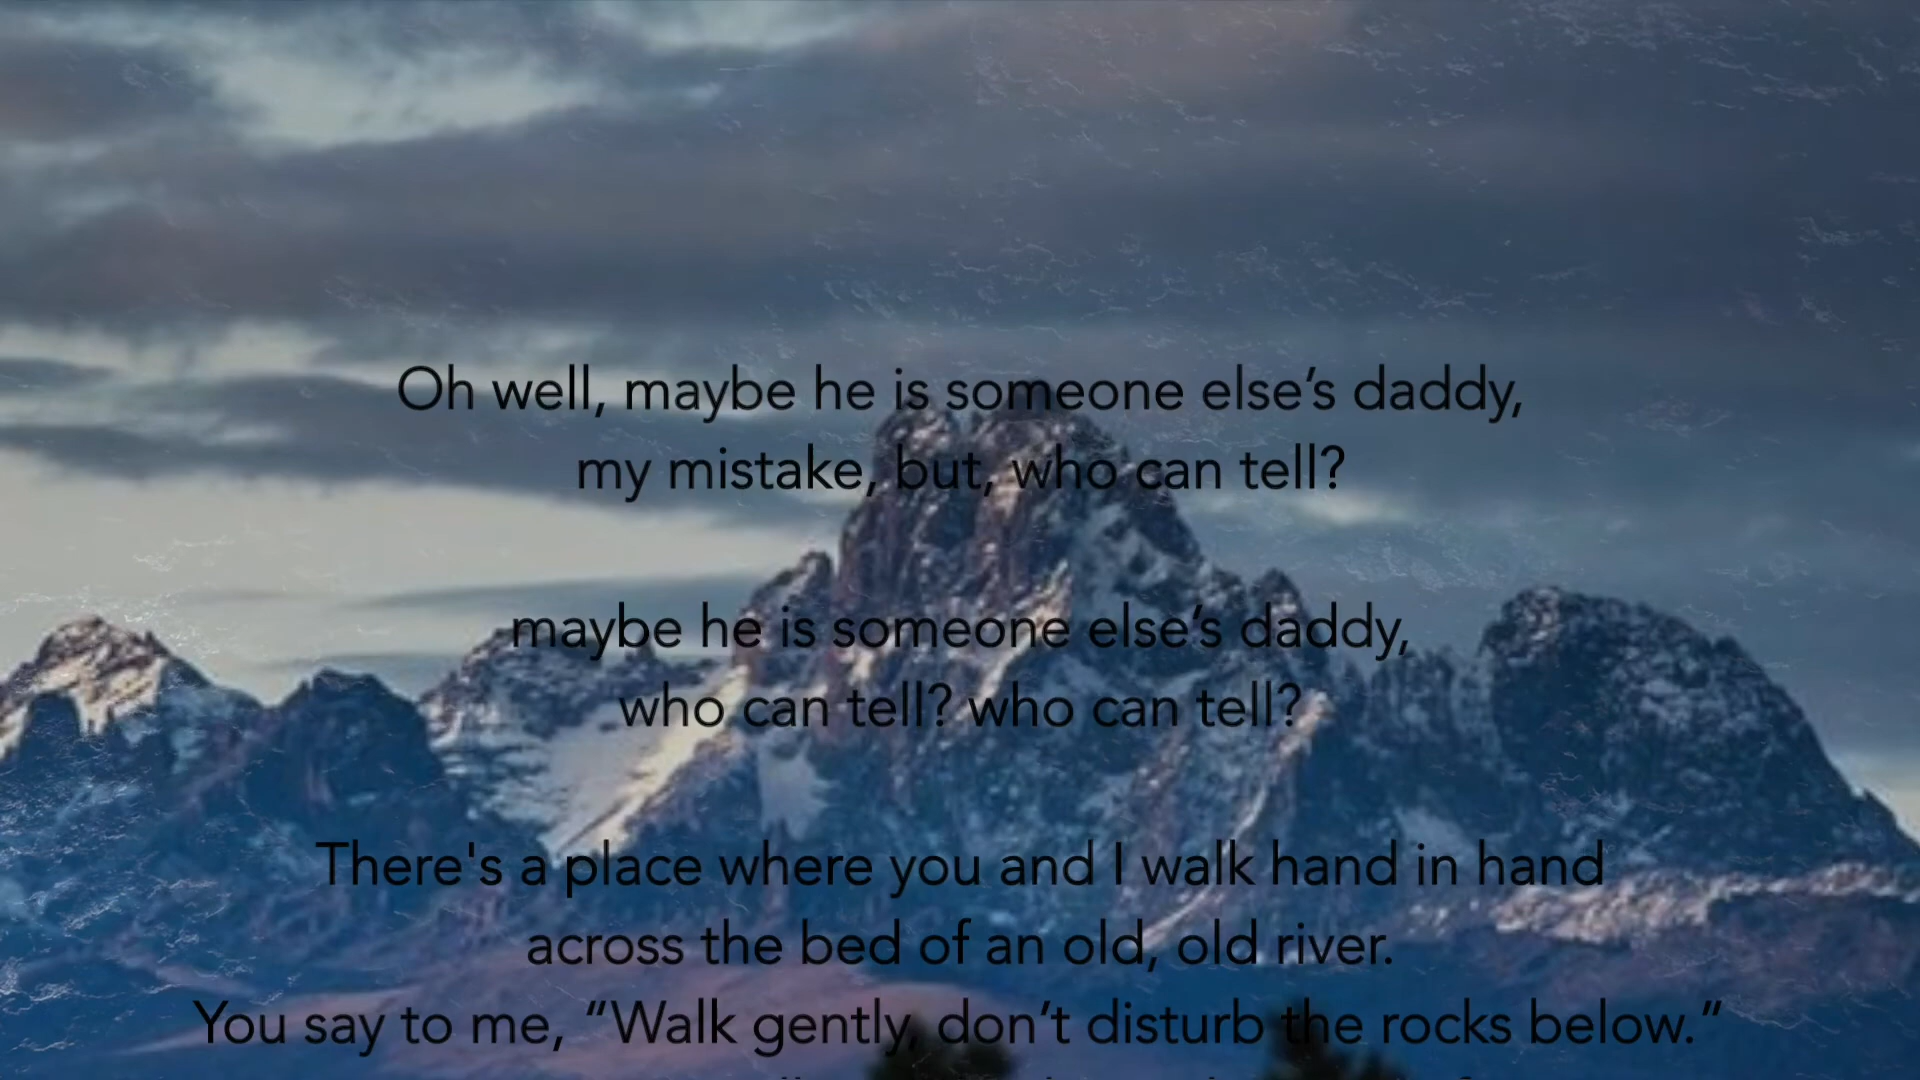 Oh well, maybe he is someone else’s daddy,
my mistake, but, who can tell?
maybe he is someone else’s daddy,
who can tell? who can tell?
There's a place where you and I walk hand in hand
across the bed of an old, old river.
You say to me, “Walk gently, don’t disturb the rocks below.”